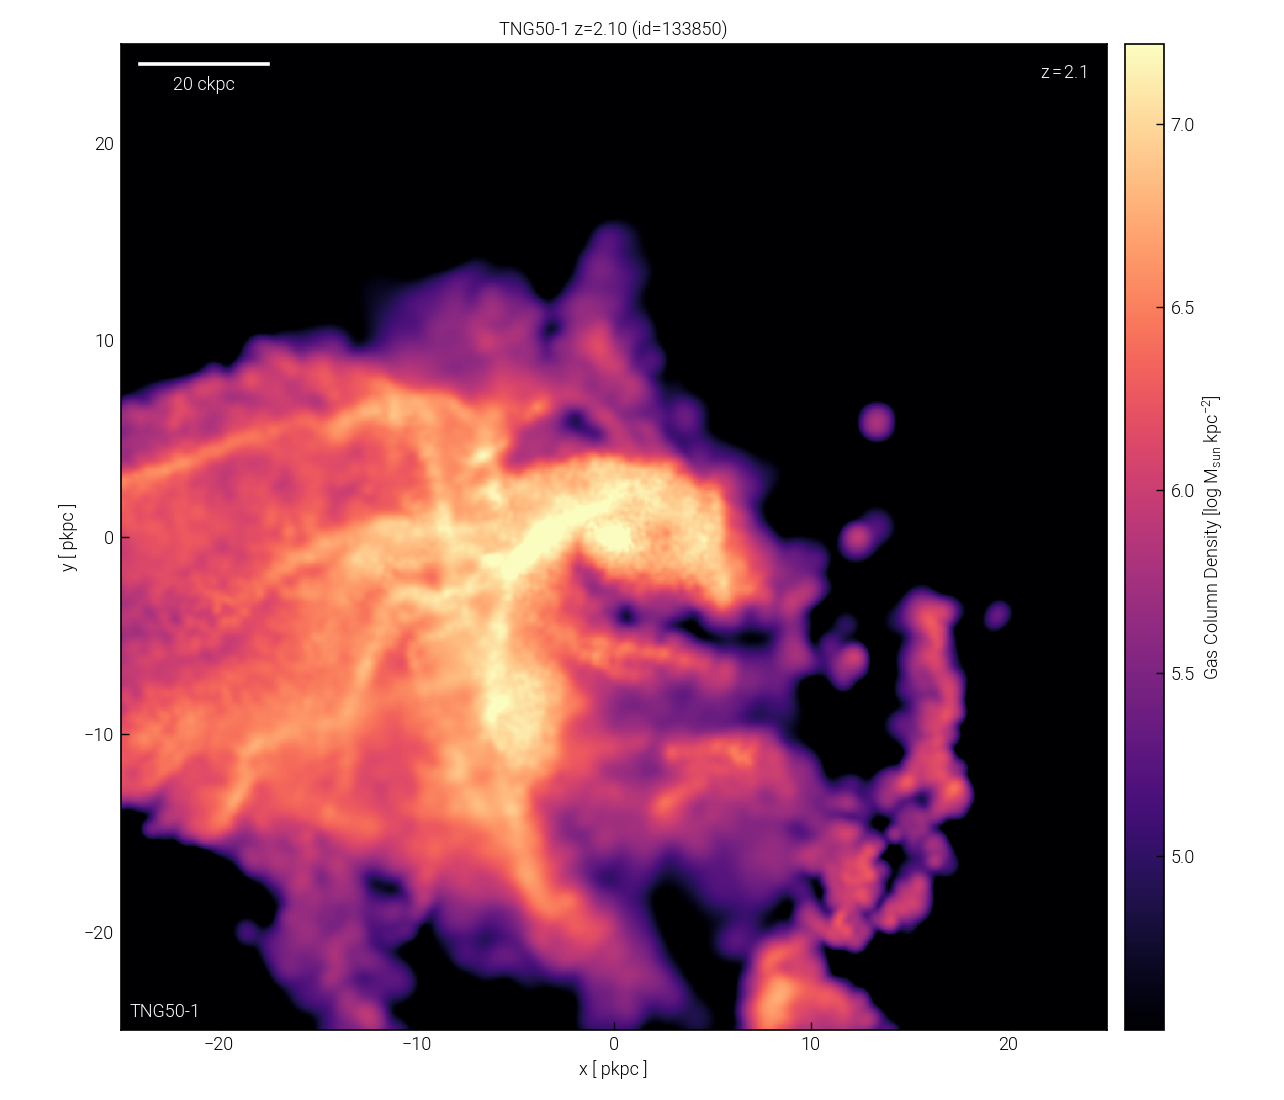 TNG50-1 z=2.10 (id=133850)
20 ckpc
z=2.1
TNG50-1
20
10
0
−10
−20
y [ pkpc ]
−20
−10
0
10
20
x [ pkpc ]
7.0
6.5
6.0
5.5
5.0
Gas Column Density [log M_sun kpc⁻²]